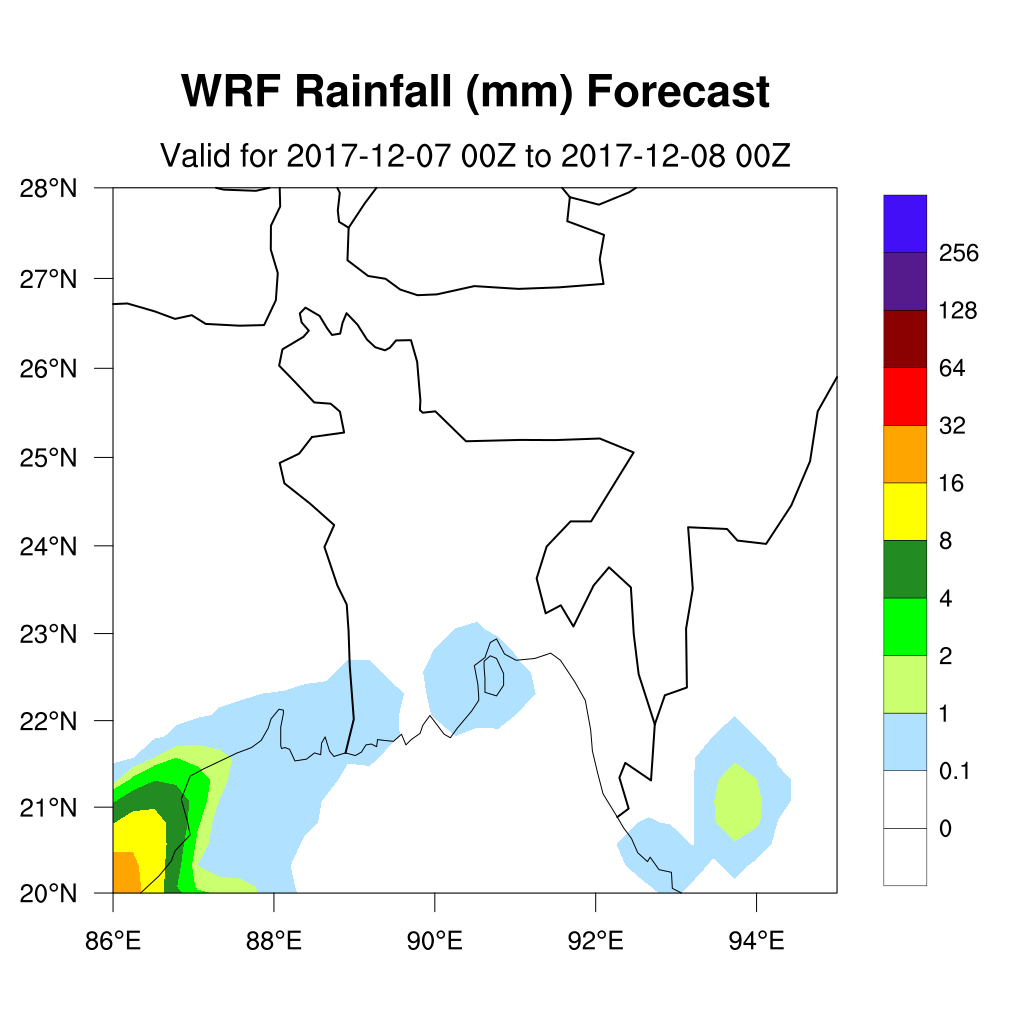 WRF Rainfall (mm) Forecast
Valid for 2017-12-07 00Z to 2017-12-08 00Z
28°N
27°N
26°N
25°N
24°N
23°N
22°N
21°N
20°N
86°E 88°E 90°E 92°E 94°E
256
128
64
32
16
8
4
2
1
0.1
0